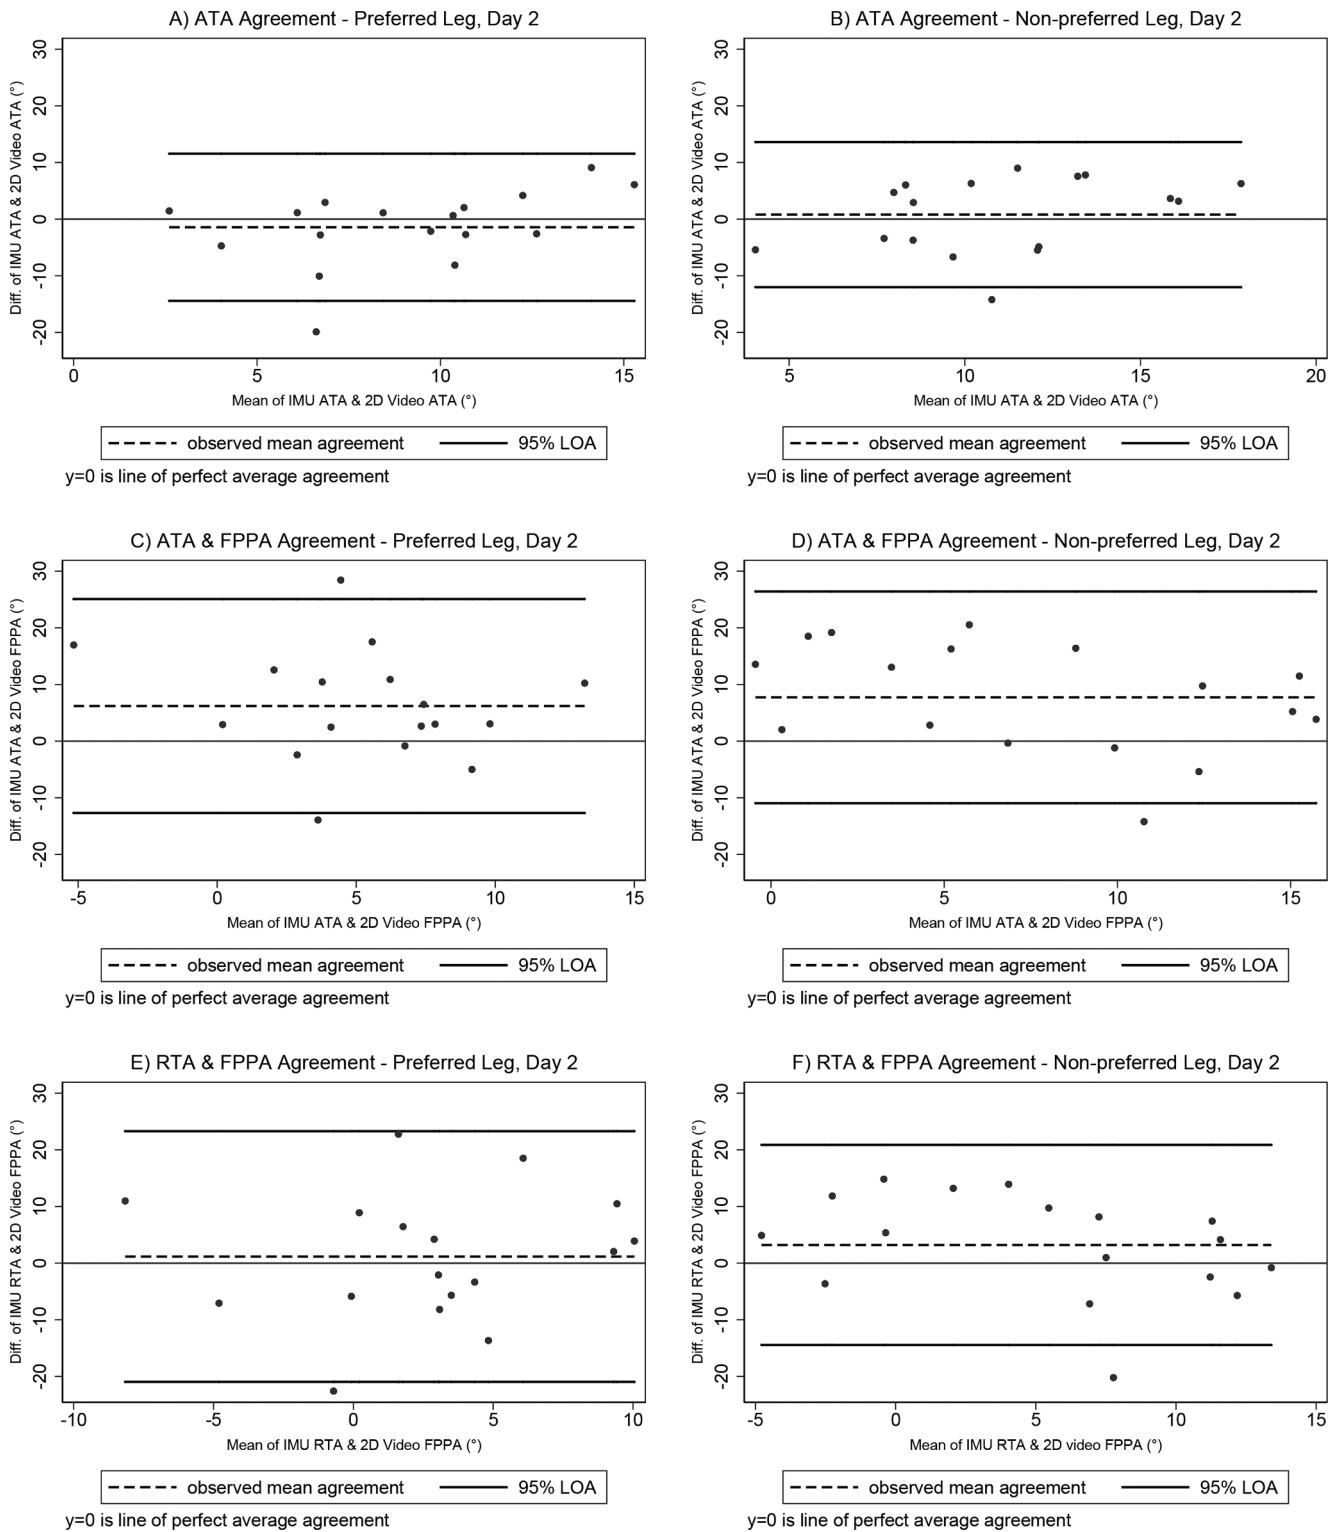 A) ATA Agreement - Preferred Leg, Day 2
Diff. of IMU ATA & 2D Video ATA (°)
30
20
10
0
-10
-20
0 5 10 15
Mean of IMU ATA & 2D Video ATA (°)
observed mean agreement 95% LOA
y=0 is line of perfect average agreement
B) ATA Agreement - Non-preferred Leg, Day 2
Diff. of IMU ATA & 2D Video ATA (°)
30
20
10
0
-10
-20
5 10 15 20
Mean of IMU ATA & 2D Video ATA (°)
observed mean agreement 95% LOA
y=0 is line of perfect average agreement
C) ATA & FPPA Agreement - Preferred Leg, Day 2
Diff. of IMU ATA & 2D Video FPPA (°)
30
20
10
0
-10
-20
-5 0 5 10 15
Mean of IMU ATA & 2D Video FPPA (°)
observed mean agreement 95% LOA
y=0 is line of perfect average agreement
D) ATA & FPPA Agreement - Non-preferred Leg, Day 2
Diff. of IMU ATA & 2D Video FPPA (°)
30
20
10
0
-10
-20
0 5 10 15
Mean of IMU ATA & 2D Video FPPA (°)
observed mean agreement 95% LOA
y=0 is line of perfect average agreement
E) RTA & FPPA Agreement - Preferred Leg, Day 2
Diff. of IMU RTA & 2D Video FPPA (°)
30
20
10
0
-10
-20
-10 -5 0 5 10
Mean of IMU RTA & 2D Video FPPA (°)
observed mean agreement 95% LOA
y=0 is line of perfect average agreement
F) RTA & FPPA Agreement - Non-preferred Leg, Day 2
Diff. of IMU RTA & 2D Video FPPA (°)
30
20
10
0
-10
-20
-5 0 5 10 15
Mean of IMU RTA & 2D video FPPA (°)
observed mean agreement 95% LOA
y=0 is line of perfect average agreement